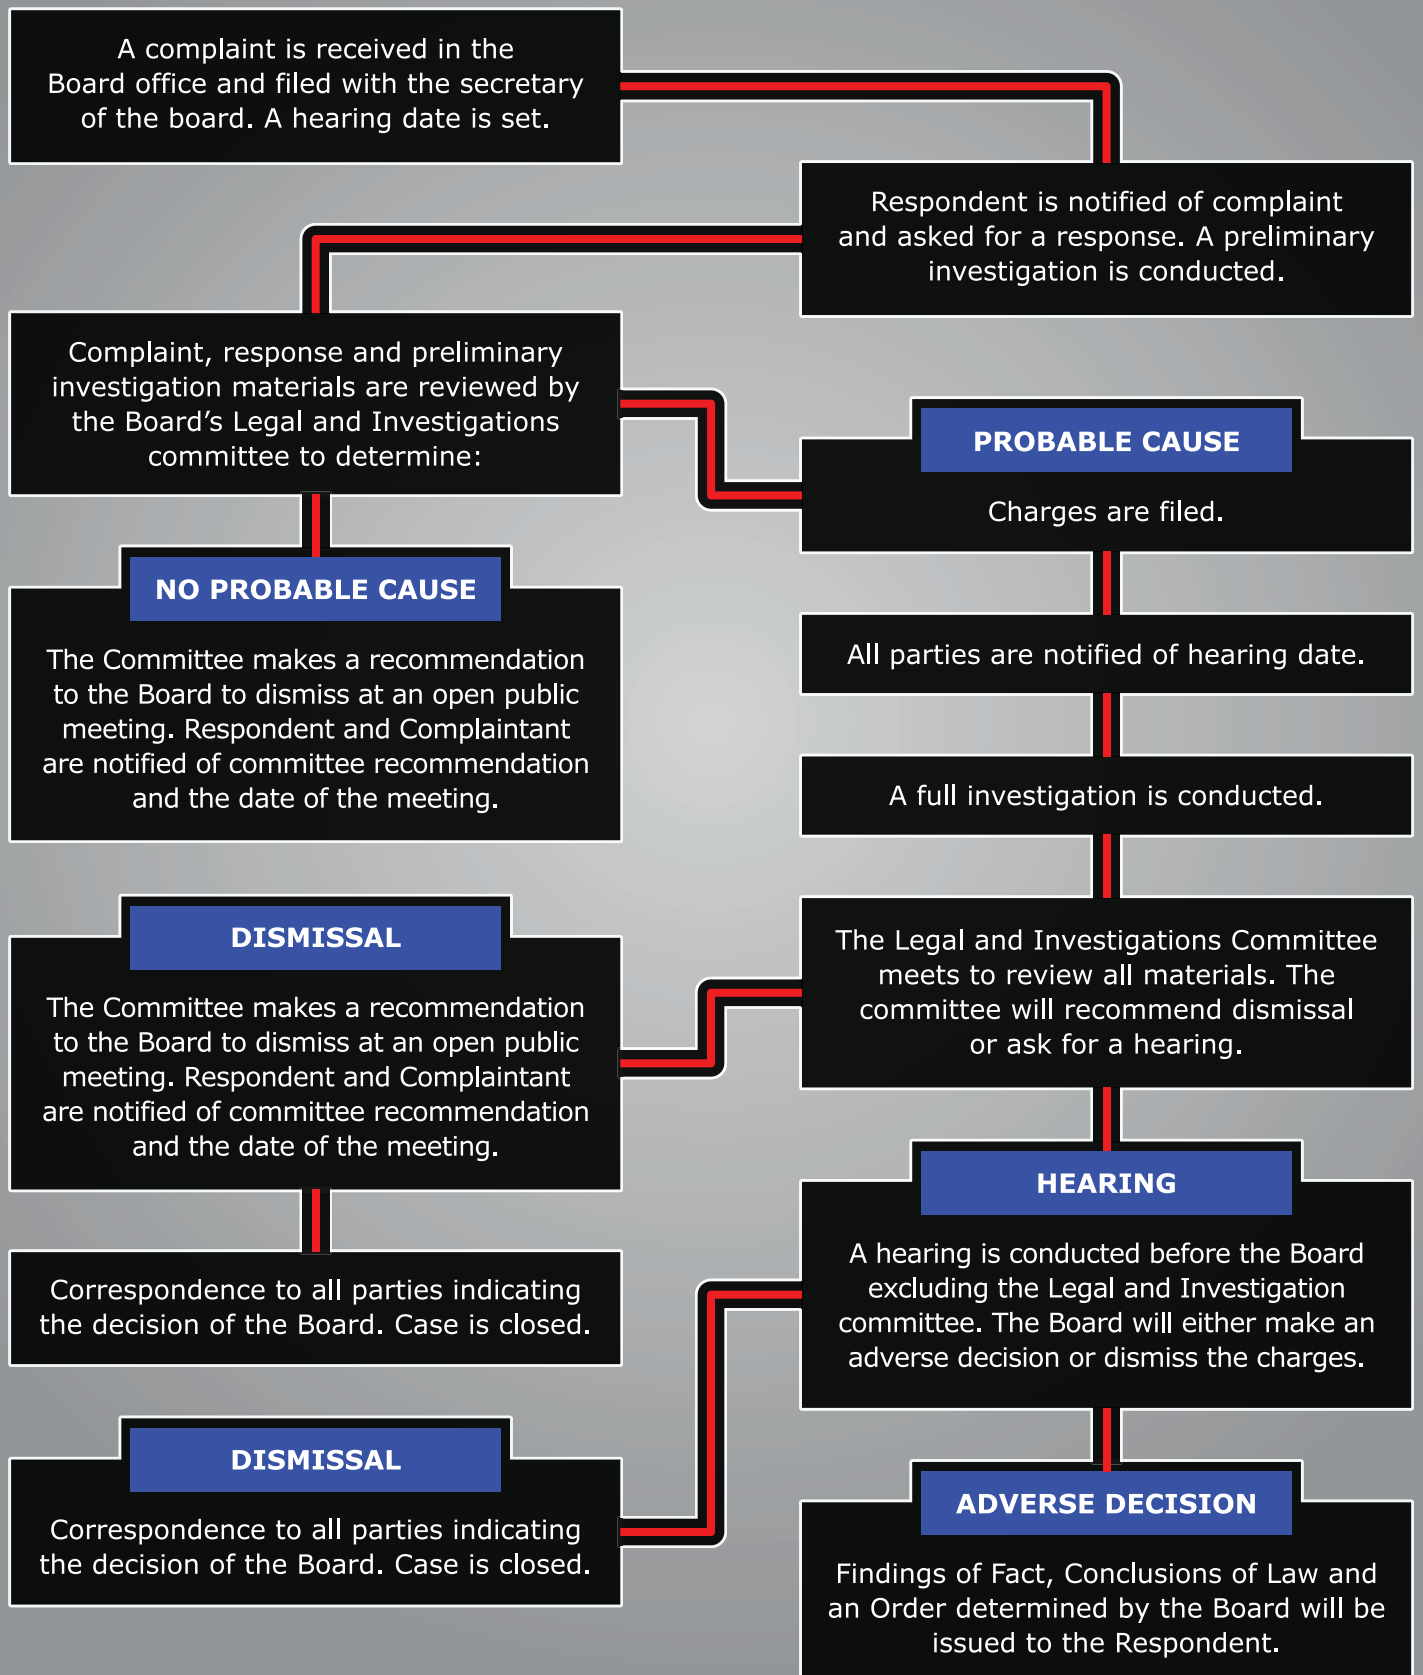 A complaint is received in the
Board office and filed with the secretary
of the board. A hearing date is set.
Respondent is notified of complaint
and asked for a response. A preliminary
investigation is conducted.
Complaint, response and preliminary
investigation materials are reviewed by
the Board’s Legal and Investigations
committee to determine:
PROBABLE CAUSE
Charges are filed.
NO PROBABLE CAUSE
The Committee makes a recommendation
to the Board to dismiss at an open public
meeting. Respondent and Complaintant
are notified of committee recommendation
and the date of the meeting.
All parties are notified of hearing date.
A full investigation is conducted.
The Legal and Investigations Committee
meets to review all materials. The
committee will recommend dismissal
or ask for a hearing.
DISMISSAL
The Committee makes a recommendation
to the Board to dismiss at an open public
meeting. Respondent and Complaintant
are notified of committee recommendation
and the date of the meeting.
Correspondence to all parties indicating
the decision of the Board. Case is closed.
HEARING
A hearing is conducted before the Board
excluding the Legal and Investigation
committee. The Board will either make an
adverse decision or dismiss the charges.
DISMISSAL
Correspondence to all parties indicating
the decision of the Board. Case is closed.
ADVERSE DECISION
Findings of Fact, Conclusions of Law and
an Order determined by the Board will be
issued to the Respondent.